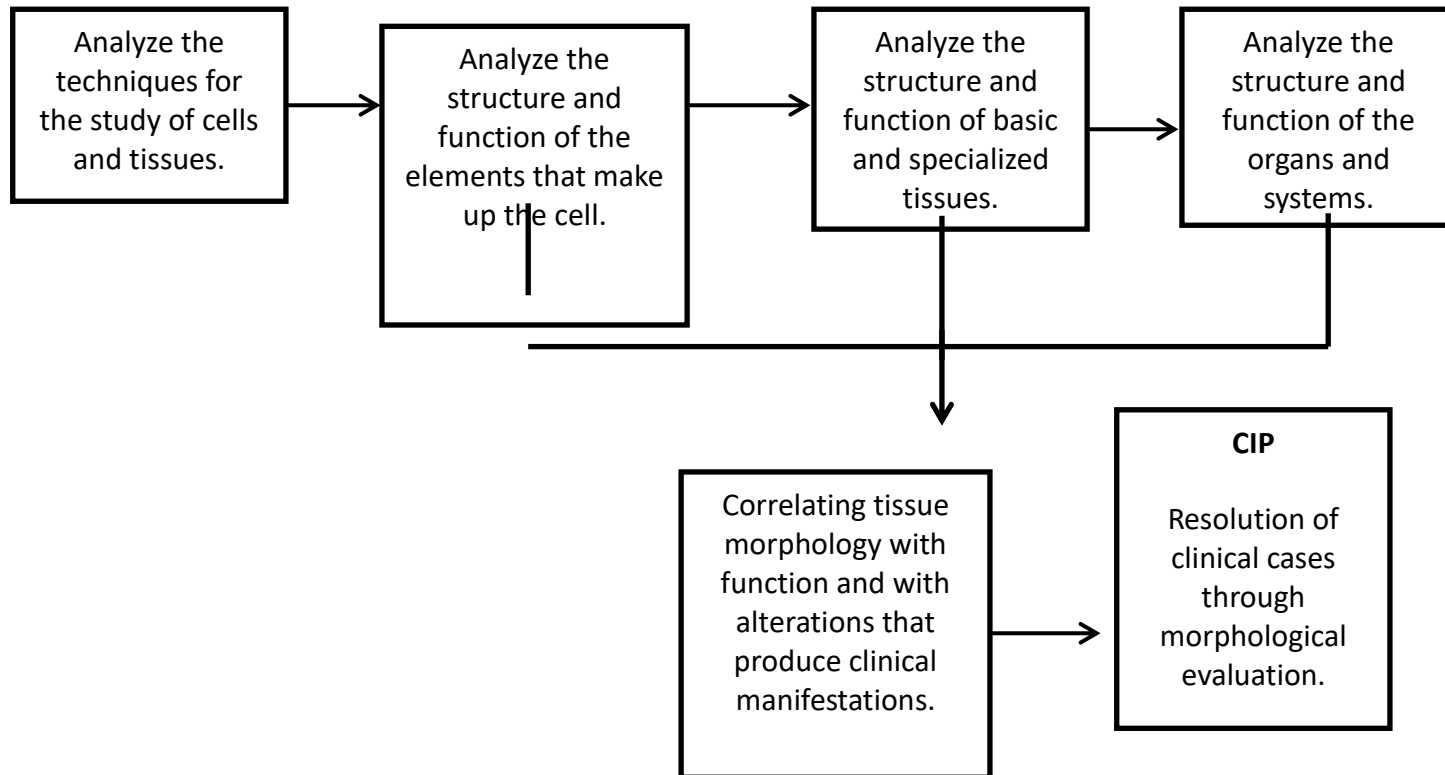 Analyze the
techniques for
the study of cells
and tissues.
Analyze the
structure and
function of the
elements that make
up the cell.
Analyze the
structure and
function of basic
and specialized
tissues.
Analyze the
structure and
function of the
organs and
systems.
Correlating tissue
morphology with
function and with
alterations that
produce clinical
manifestations.
CIP
Resolution of
clinical cases
through
morphological
evaluation.